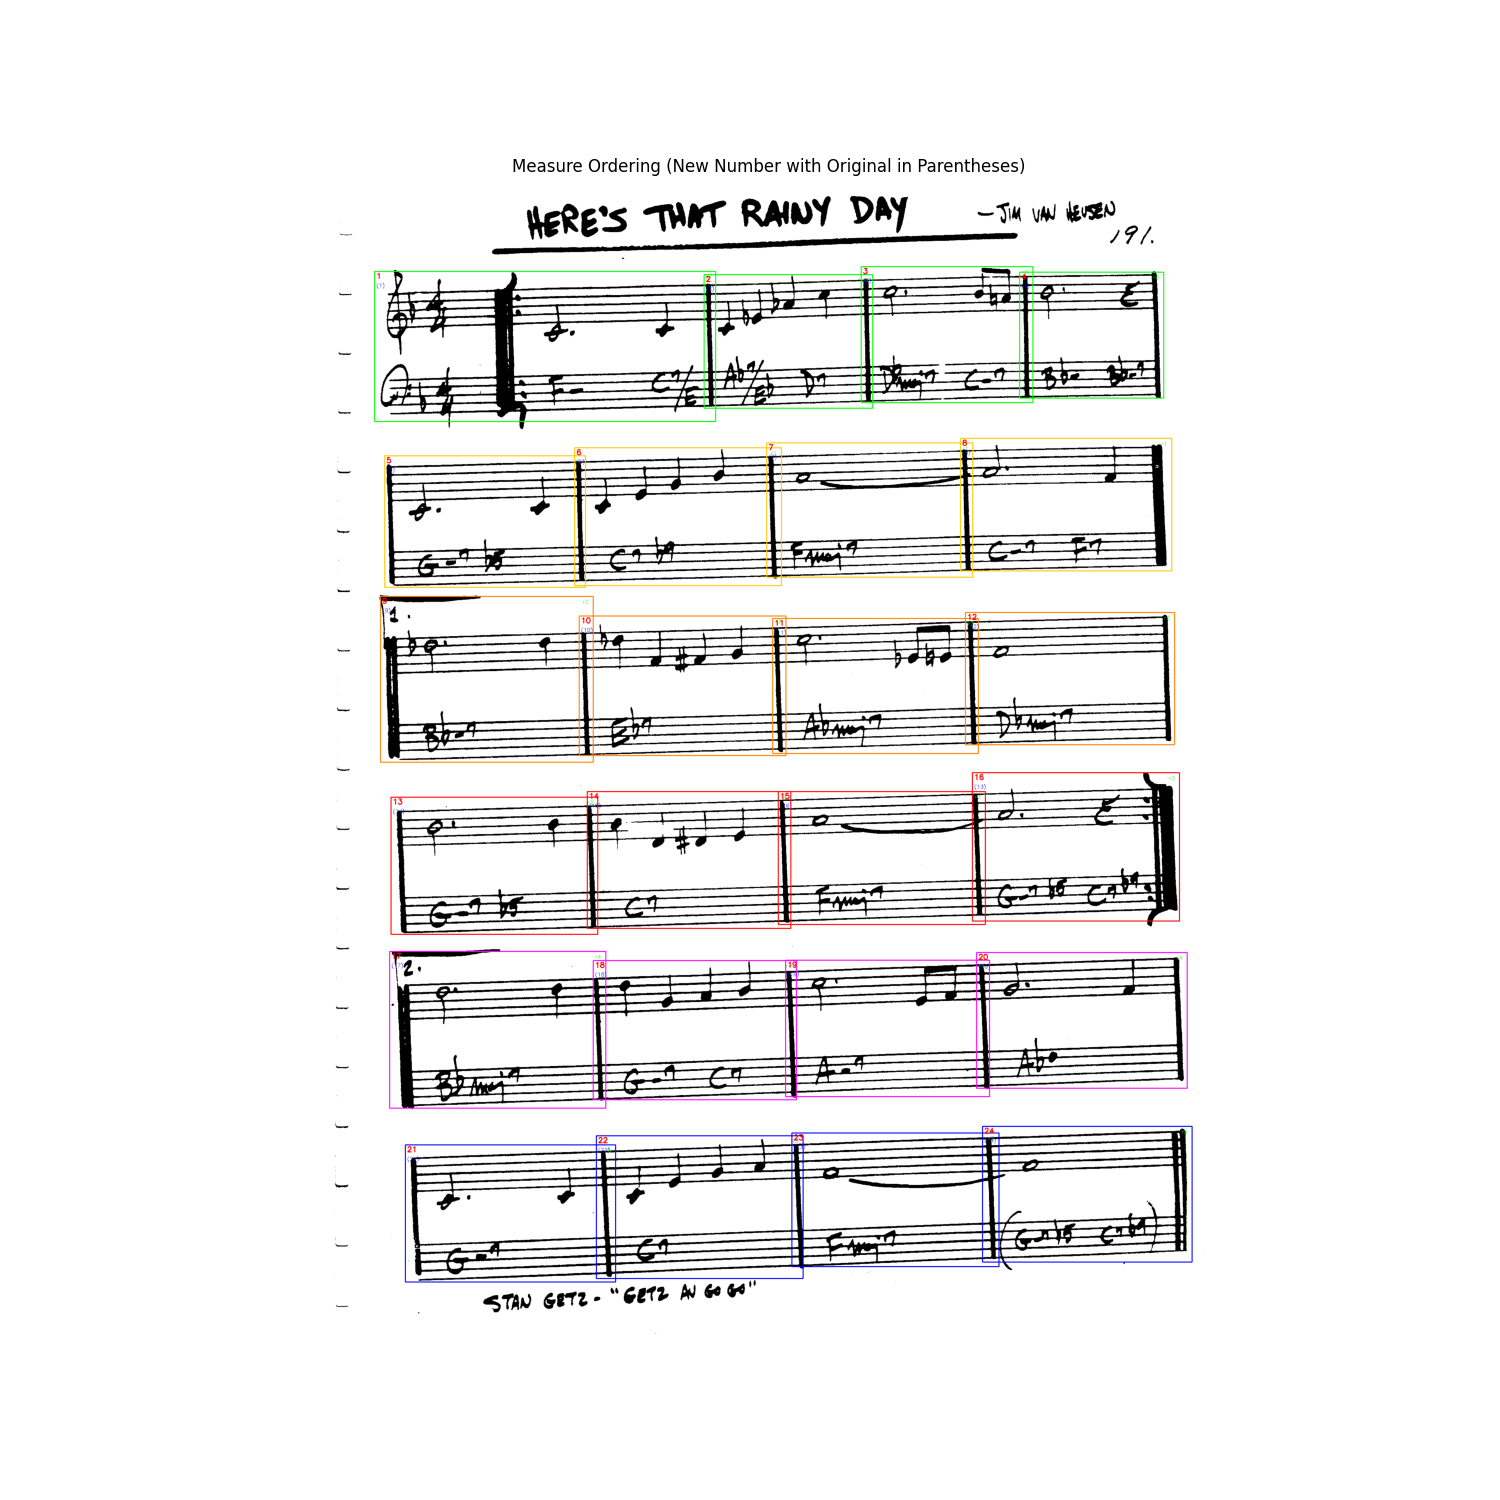 Measure Ordering (New Number with Original in Parentheses)
HERE'S THAT RAINY DAY
—JIM VAN HEUSEN
191.
1 2 3 4
(1)
4 4
F- C7/E Ab7/Eb D7 Dbmaj7 C-7 Bb- Bb-7
4 4
5 6 7 8
G-7 b5 C7 b9 Fmaj7 C-7 F7
9 10 11 12
1.
(10)
Bb-7 Eb7 Abmaj7 Dbmaj7
13 14 15 16
(13)
G-7 b5 C7 Fmaj7 G-7 b5 C7 b9
17 18 19 20
2.
Bbmaj7 G-7 C7 A-7 Abo
21 22 23 24
G-7 C7 Fmaj7 (G-7 b5 C7 b9)
STAN GETZ - "GETZ AU GO GO"